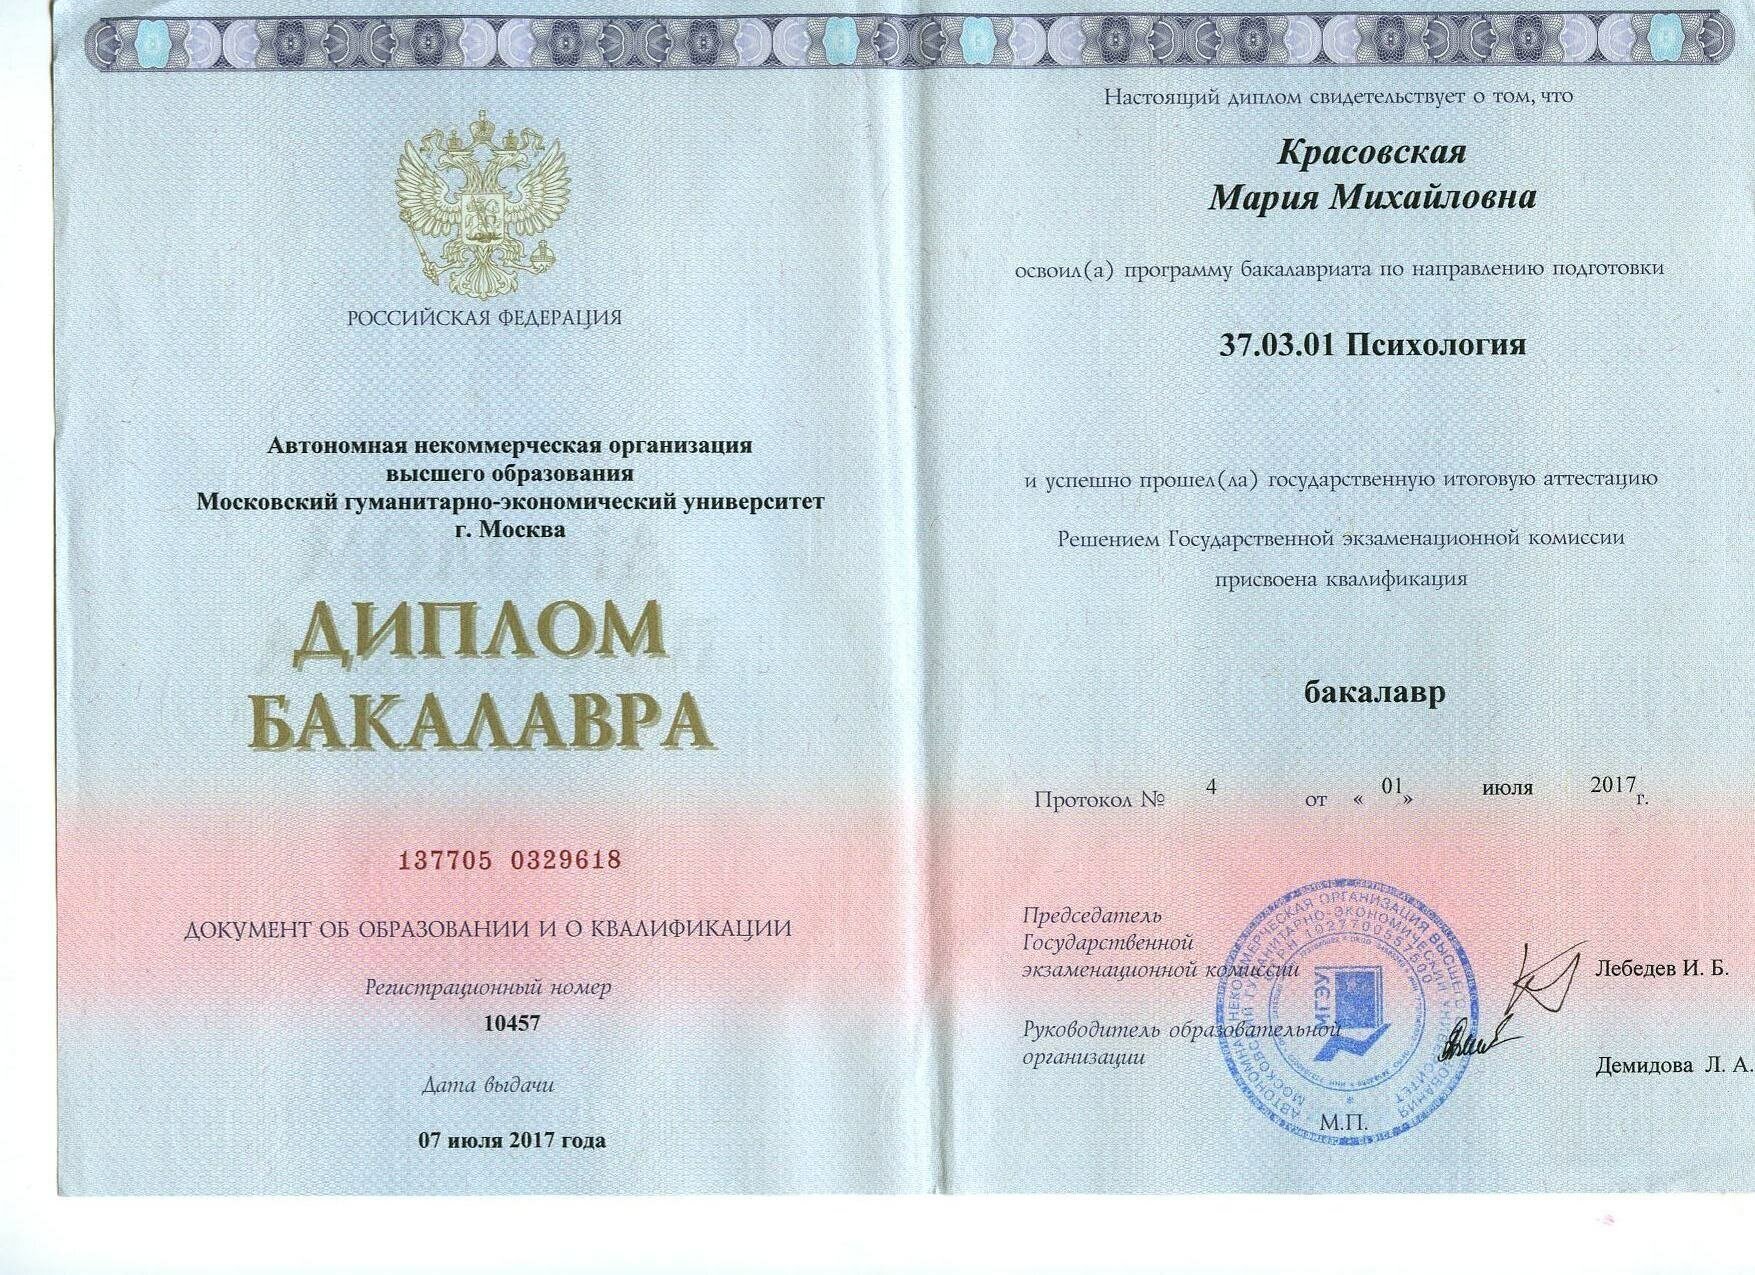 РОССИЙСКАЯ ФЕДЕРАЦИЯ
Автономная некоммерческая организация
высшего образования
Московский гуманитарно-экономический университет
г. Москва
ДИПЛОМ
БАКАЛАВРА
137705 0329618
ДОКУМЕНТ ОБ ОБРАЗОВАНИИ И О КВАЛИФИКАЦИИ
Регистрационный номер
10457
Дата выдачи
07 июля 2017 года
Настоящий диплом свидетельствует о том, что
Красовская
Мария Михайловна
освоил(а) программу бакалавриата по направлению подготовки
37.03.01 Психология
и успешно прошел(ла) государственную итоговую аттестацию
Решением Государственной экзаменационной комиссии
присвоена квалификация
бакалавр
Протокол № 4 от « 01 » июля 2017 г.
Председатель
Государственной
экзаменационной комиссии
Лебедев И. Б.
Руководитель образовательной
организации
Демидова Л. А.
М.П.
АВТОНОМНАЯ НЕКОММЕРЧЕСКАЯ ОРГАНИЗАЦИЯ ВЫСШЕГО ОБРАЗОВАНИЯ
МОСКОВСКИЙ ГУМАНИТАРНО-ЭКОНОМИЧЕСКИЙ УНИВЕРСИТЕТ
ОГРН 1027700557500
МГЭУ